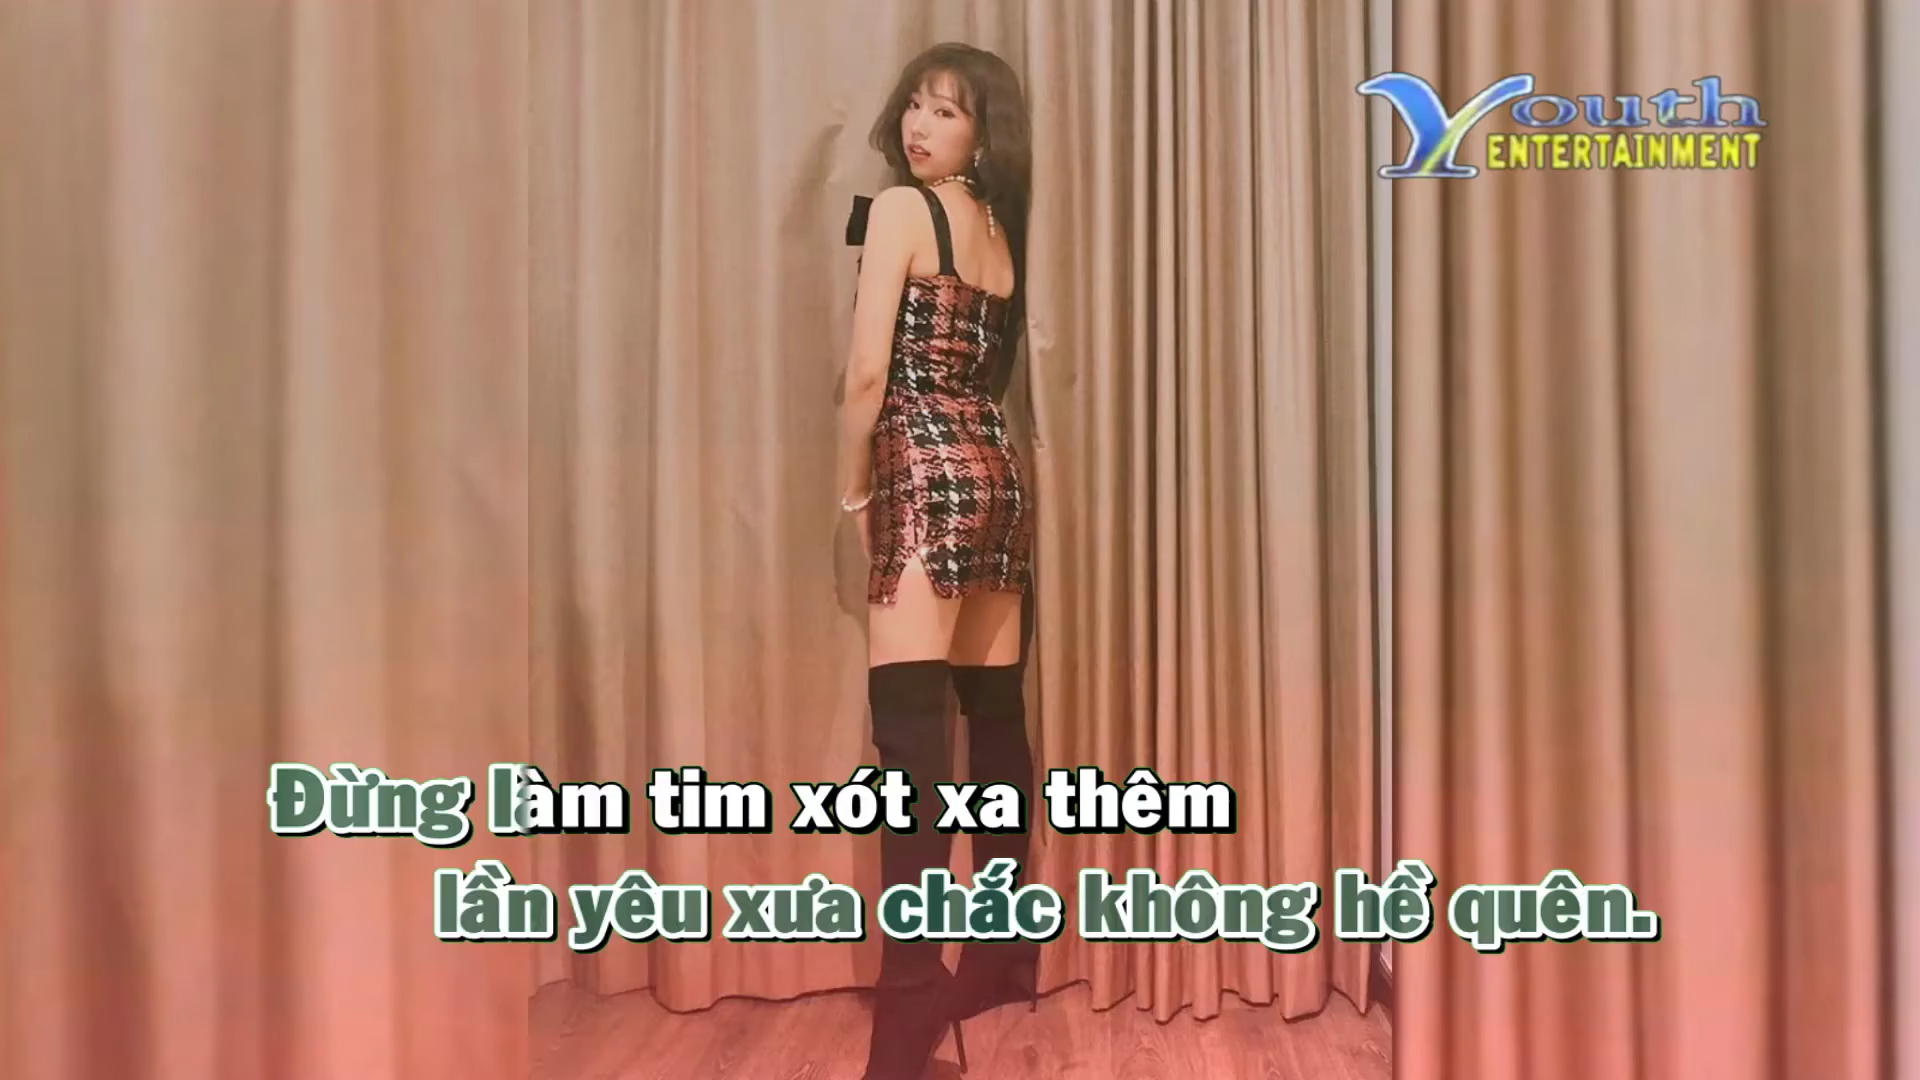 Youth
ENTERTAINMENT
Đừng làm tim xót xa thêm
lần yêu xưa chắc không hề quên.